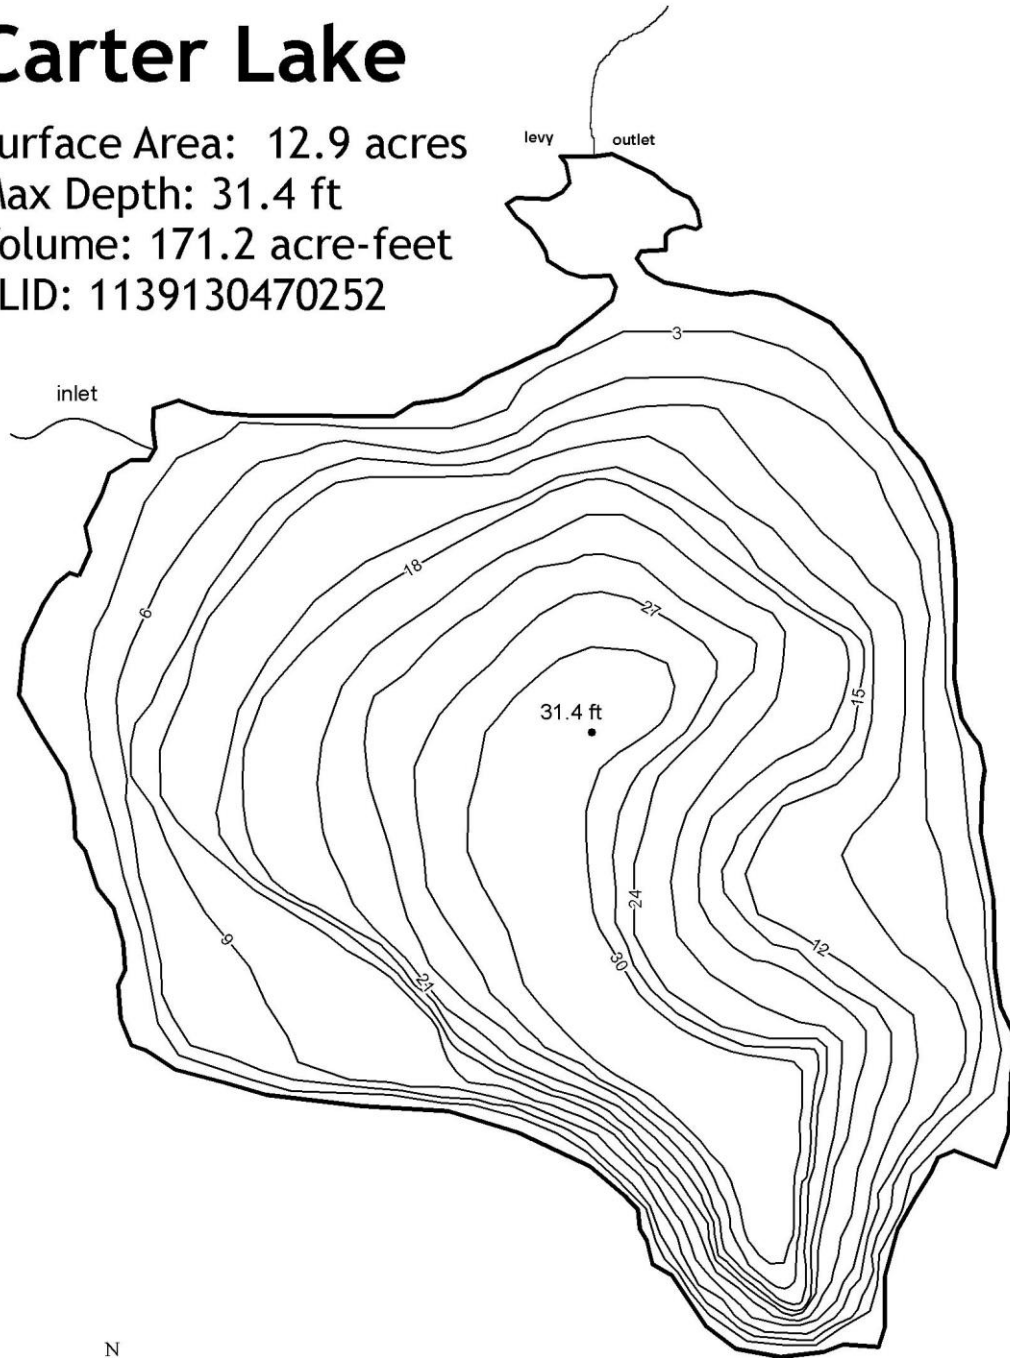 Carter Lake
urface Area: 12.9 acres
Max Depth: 31.4 ft
olume: 171.2 acre-feet
LID: 1139130470252
levy
outlet
inlet
3
6
18
27
31.4 ft
15
24
9
12
30
21
N